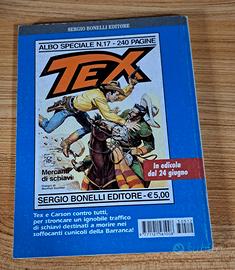 SERGIO BONELLI EDITORE
ALBO SPECIALE N.17 - 240 PAGINE
TEX
Mercanti
di schiavi
In edicola
dal 24 giugno
SERGIO BONELLI EDITORE - € 5,00
Tex e Carson contro tutti,
per stroncare un ignobile traffico
di schiavi destinati a morire nei
soffocanti cunicoli della Barranca!